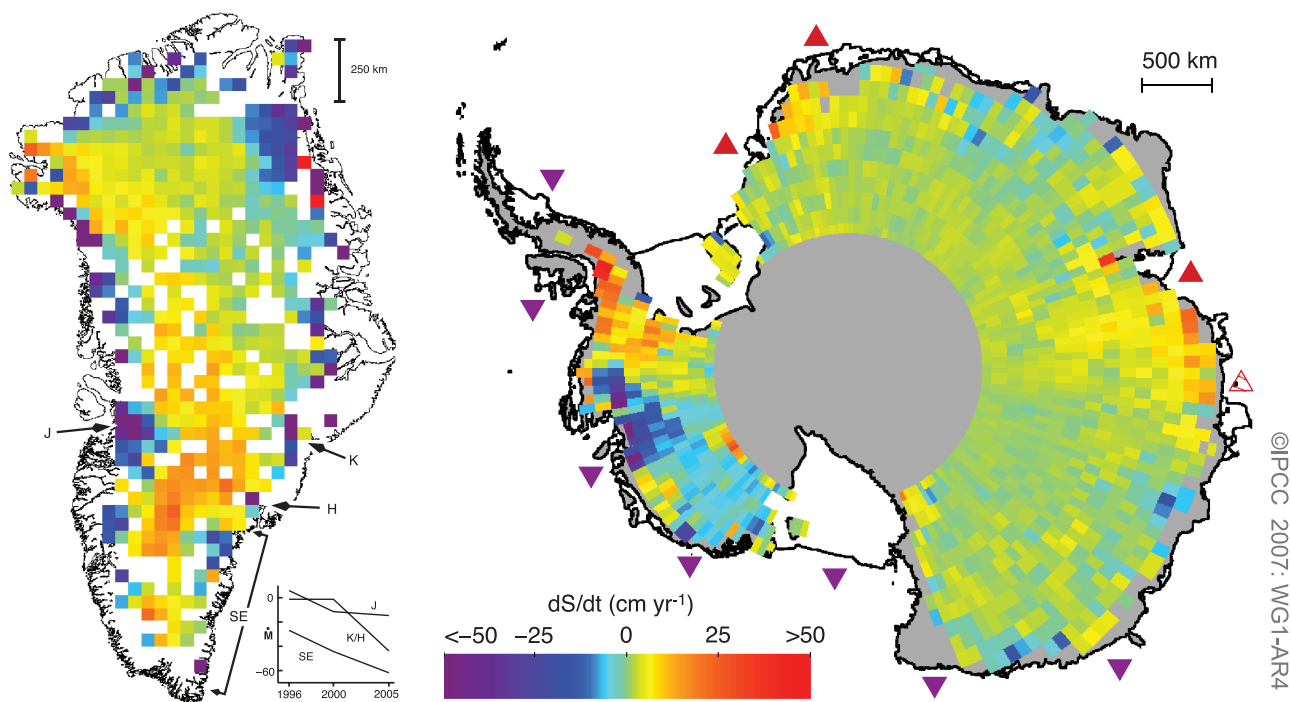 250 km
500 km
J
K
H
SE
0
Ṁ
−60
J
K/H
SE
1996 2000 2005
dS/dt (cm yr-1)
<−50 −25 0 25 >50
©IPCC 2007: WG1-AR4